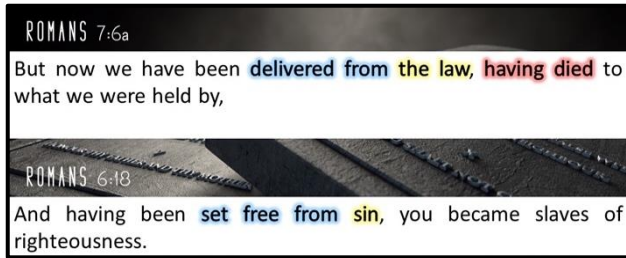 ROMANS 7:6a
But now we have been delivered from the law, having died to
what we were held by,
ROMANS 6:18
And having been set free from sin, you became slaves of
righteousness.